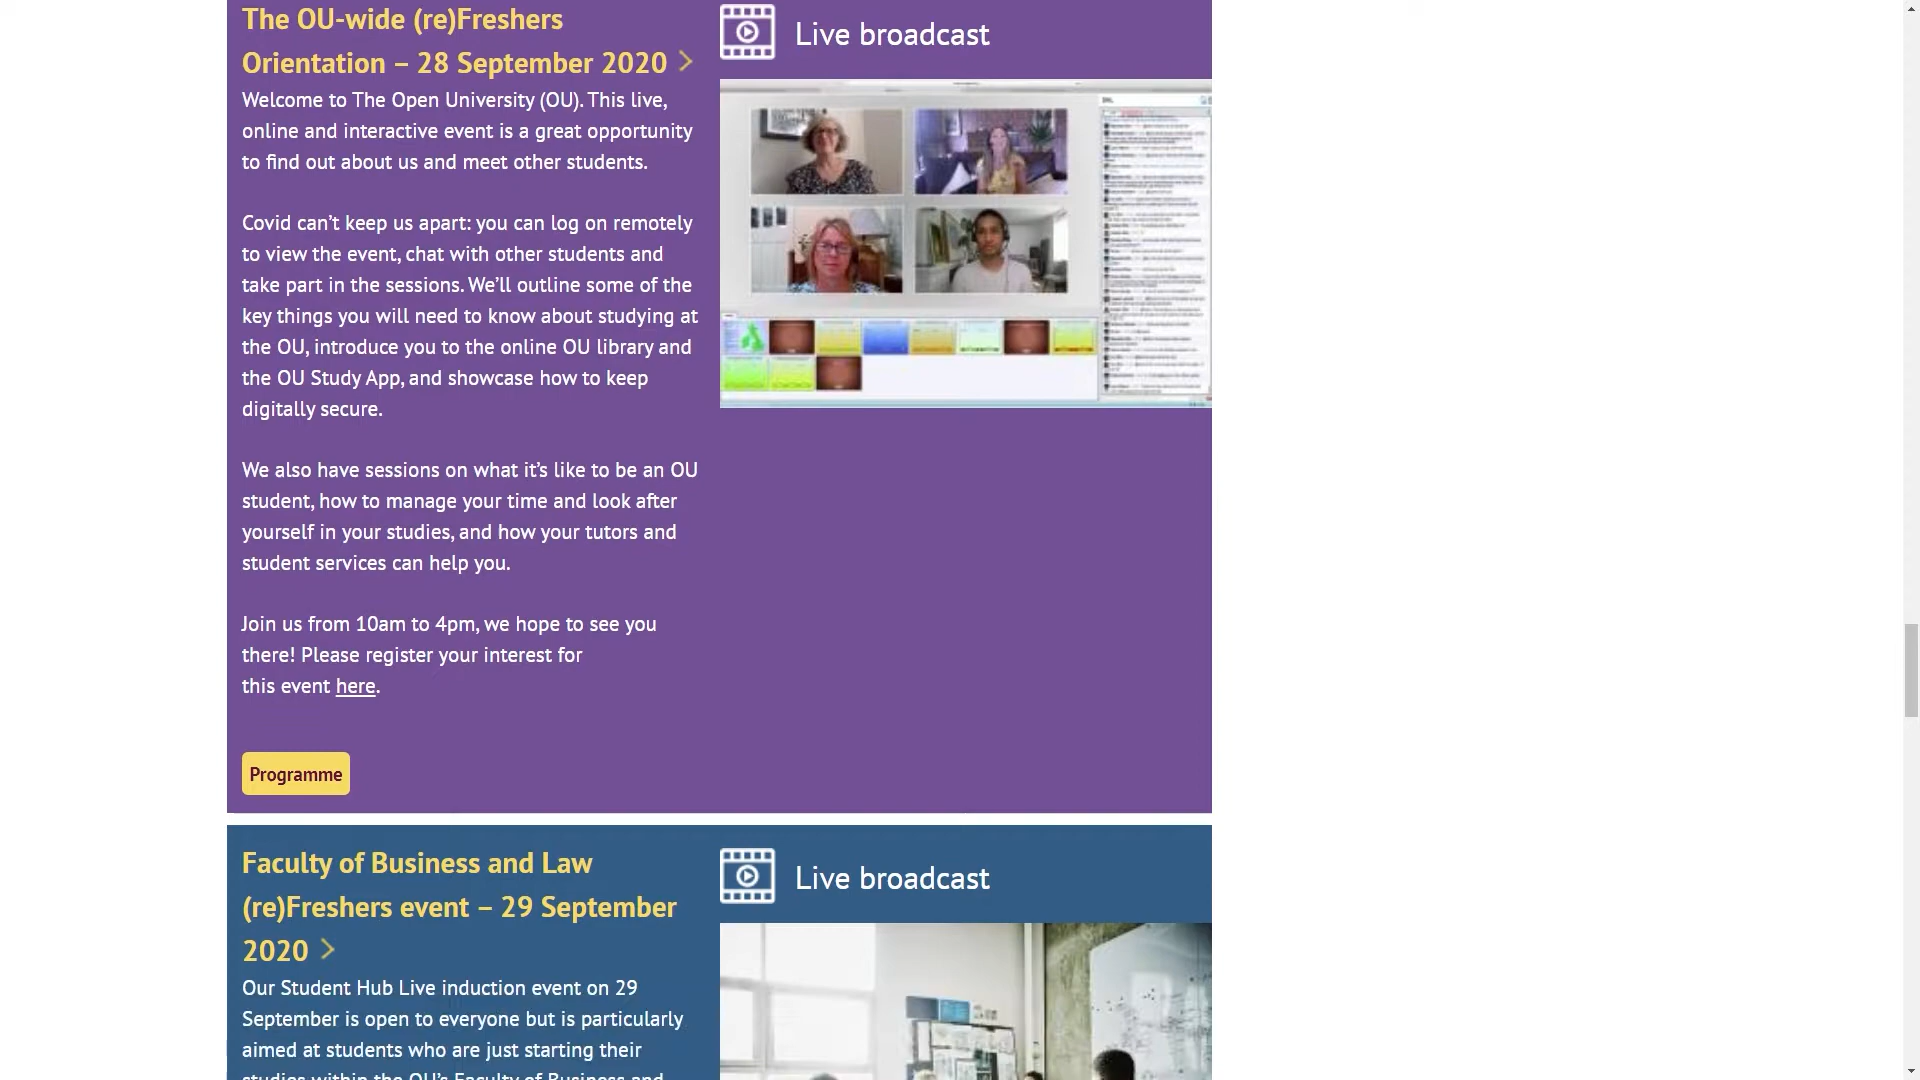 The OU-wide (re)Freshers
Orientation – 28 September 2020 >
Welcome to The Open University (OU). This live,
online and interactive event is a great opportunity
to find out about us and meet other students.
Covid can’t keep us apart: you can log on remotely
to view the event, chat with other students and
take part in the sessions. We’ll outline some of the
key things you will need to know about studying at
the OU, introduce you to the online OU library and
the OU Study App, and showcase how to keep
digitally secure.
We also have sessions on what it’s like to be an OU
student, how to manage your time and look after
yourself in your studies, and how your tutors and
student services can help you.
Join us from 10am to 4pm, we hope to see you
there! Please register your interest for
this event here.
Programme
Live broadcast
Faculty of Business and Law
(re)Freshers event – 29 September
2020 >
Our Student Hub Live induction event on 29
September is open to everyone but is particularly
aimed at students who are just starting their
studies within the OU’s Faculty of Business and
Live broadcast